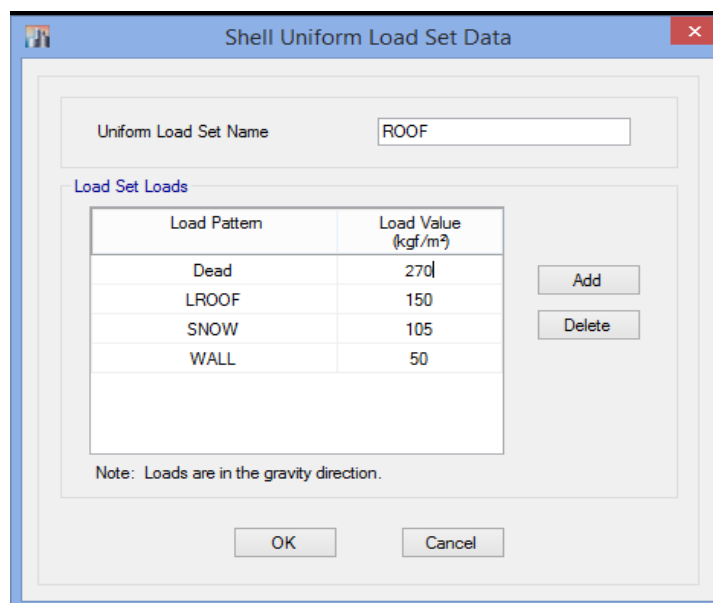 Shell Uniform Load Set Data
Uniform Load Set Name ROOF
Load Set Loads
Load Pattern Load Value
(kgf/m²)
Dead 270
LROOF 150
SNOW 105
WALL 50
Add
Delete
Note: Loads are in the gravity direction.
OK Cancel